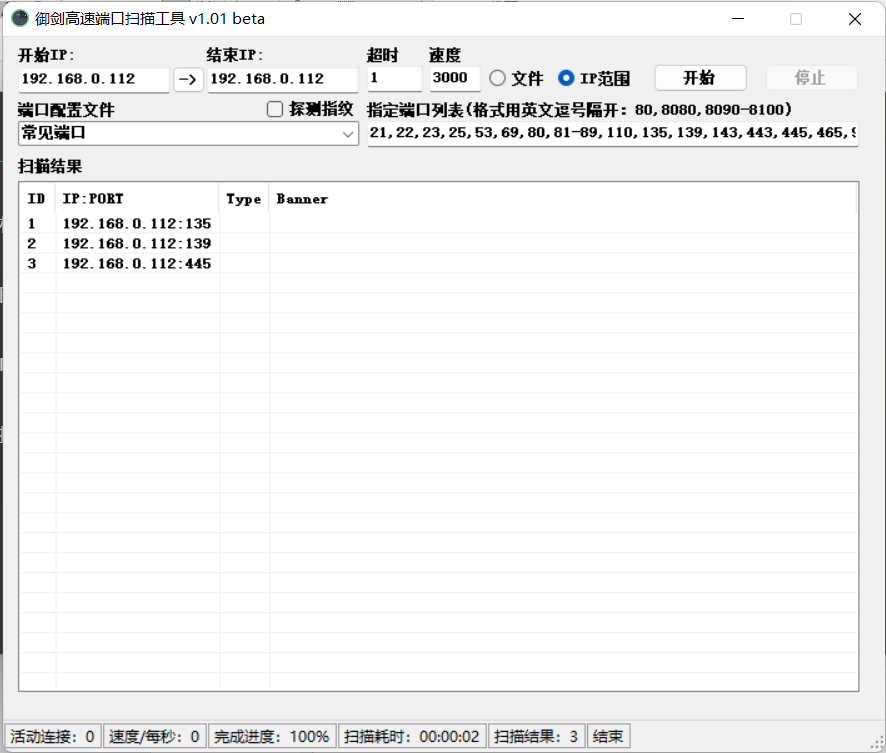 御剑高速端口扫描工具 v1.01 beta
开始IP: 结束IP: 超时 速度
192.168.0.112 -> 192.168.0.112 1 3000 文件 IP范围 开始 停止
端口配置文件 探测指纹 指定端口列表(格式用英文逗号隔开: 80,8080,8090-8100)
常见端口 21,22,23,25,53,69,80,81-89,110,135,139,143,443,445,465,
扫描结果
ID IP:PORT Type Banner
1 192.168.0.112:135
2 192.168.0.112:139
3 192.168.0.112:445
活动连接: 0 速度/每秒: 0 完成进度: 100% 扫描耗时: 00:00:02 扫描结果: 3 结束